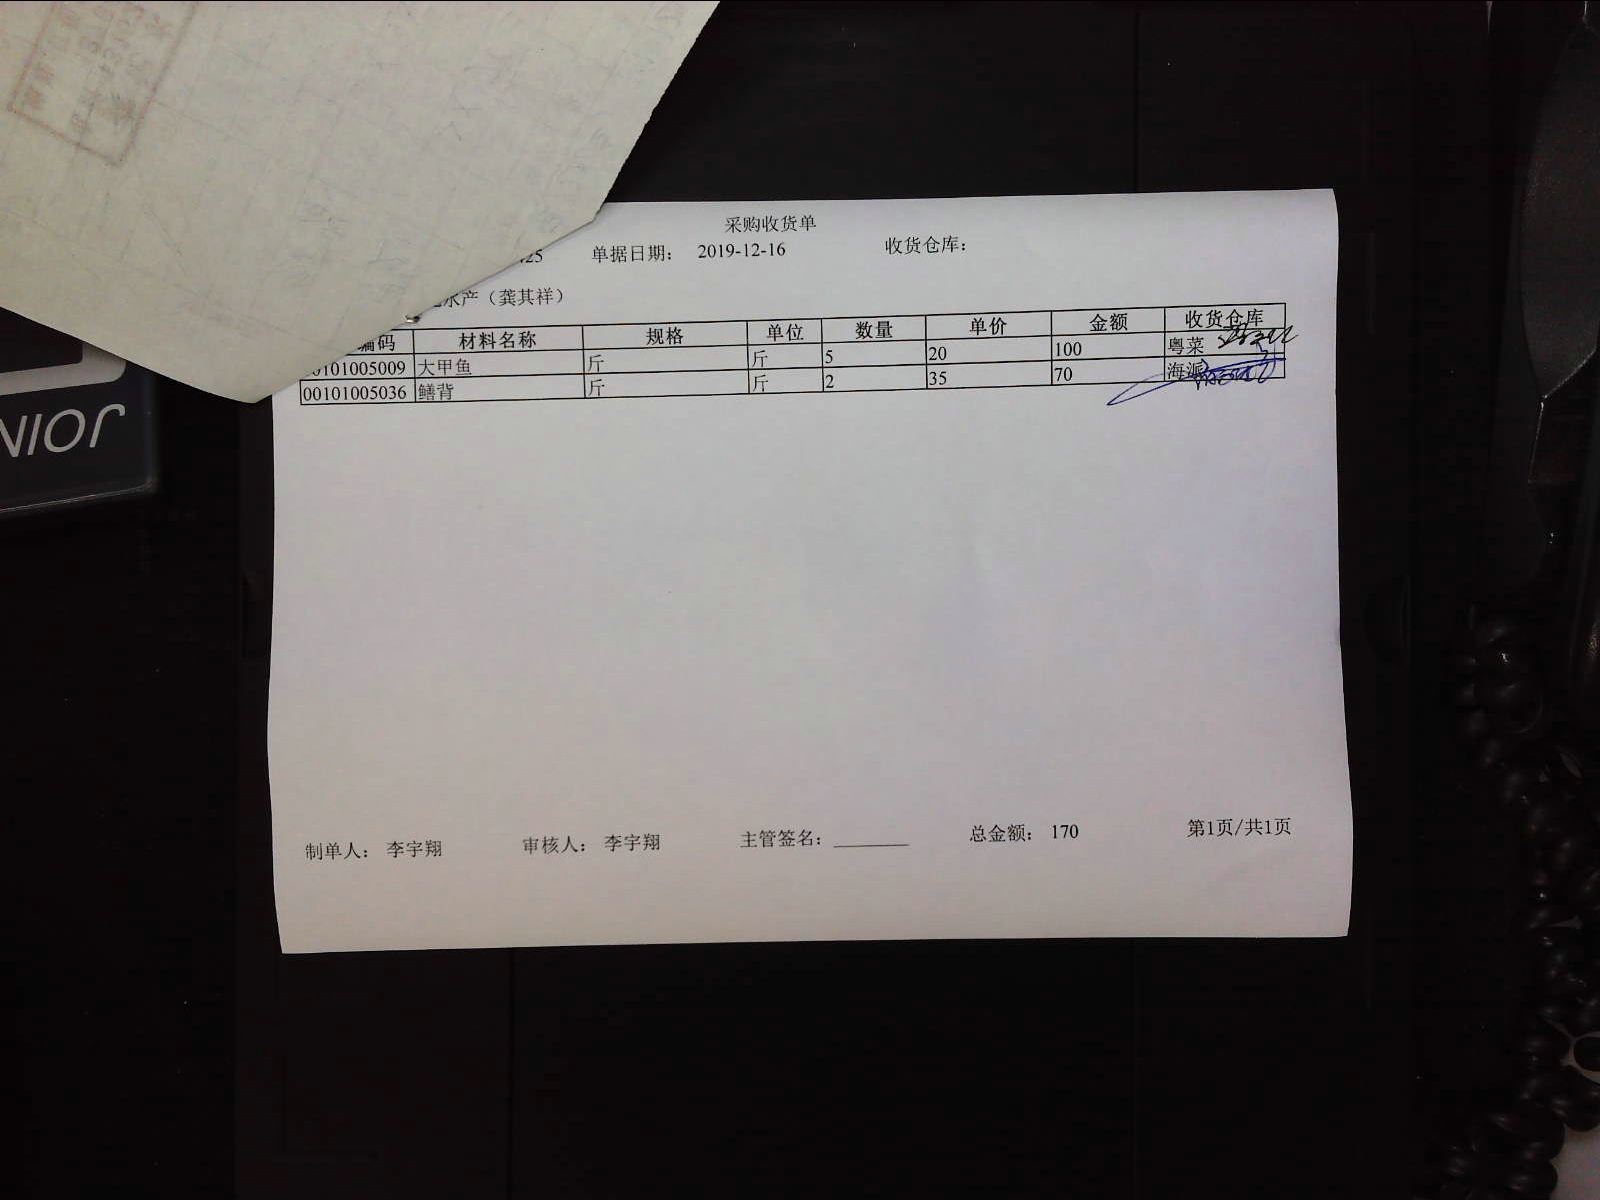 采购收货单
25 单据日期： 2019-12-16 收货仓库：
水产（龚其祥）
编码 材料名称 规格 单位 数量 单价 金额 收货仓库
0101005009 大甲鱼 斤 斤 5 20 100 粤菜
00101005036 鳝背 斤 斤 2 35 70 海派
制单人： 李宇翔 审核人： 李宇翔 主管签名： 总金额： 170 第1页/共1页
JOIN